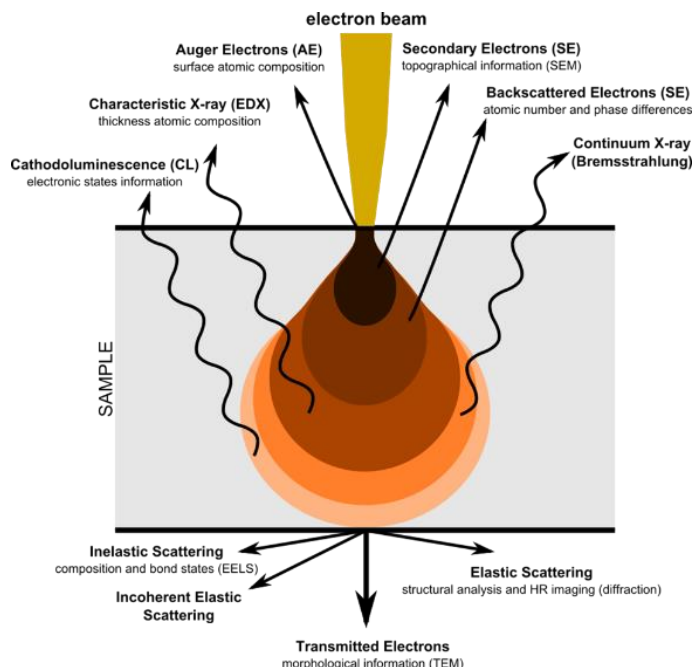 electron beam
Auger Electrons (AE)
surface atomic composition
Secondary Electrons (SE)
topographical information (SEM)
Characteristic X-ray (EDX)
thickness atomic composition
Backscattered Electrons (SE)
atomic number and phase differences
Cathodoluminescence (CL)
electronic states information
Continuum X-ray
(Bremsstrahlung)
SAMPLE
Inelastic Scattering
composition and bond states (EELS)
Incoherent Elastic
Scattering
Elastic Scattering
structural analysis and HR imaging (diffraction)
Transmitted Electrons
morphological information (TEM)